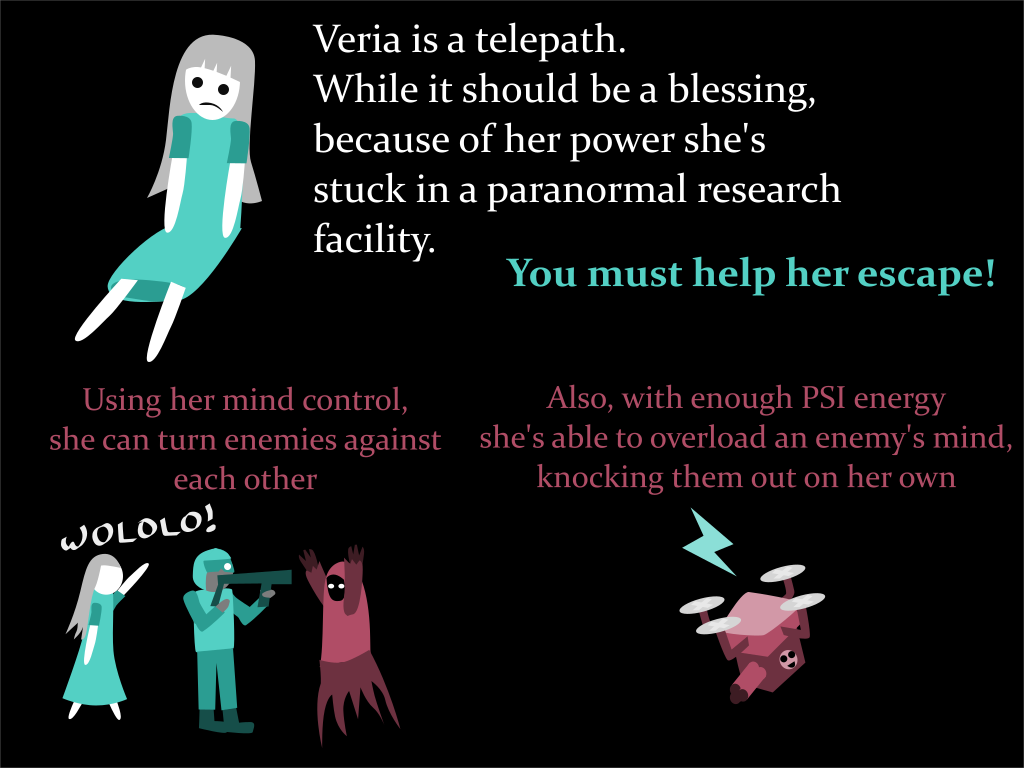 Veria is a telepath.
While it should be a blessing,
because of her power she's
stuck in a paranormal research
facility.
You must help her escape!
Using her mind control,
she can turn enemies against
each other
Also, with enough PSI energy
she's able to overload an enemy's mind,
knocking them out on her own
WOLOLO!